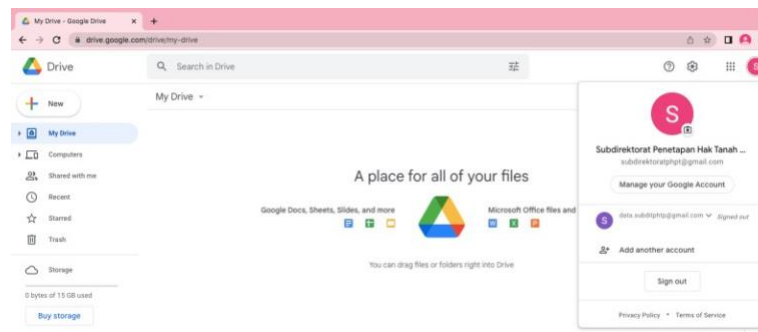 My Drive - Google Drive
drive.google.com/drive/my-drive
Drive
Search in Drive
New
My Drive
My Drive
Computers
Shared with me
Recent
Starred
Trash
Storage
0 bytes of 15 GB used
Buy storage
A place for all of your files
Google Docs, Sheets, Slides, and more
Microsoft Office files and
You can drag files or folders right into Drive
S
S
Subdirektorat Penetapan Hak Tanah ...
subdirektoratphpt@gmail.com
Manage your Google Account
S
data.subditphtp@gmail.com Signed out
Add another account
Sign out
Privacy Policy • Terms of Service